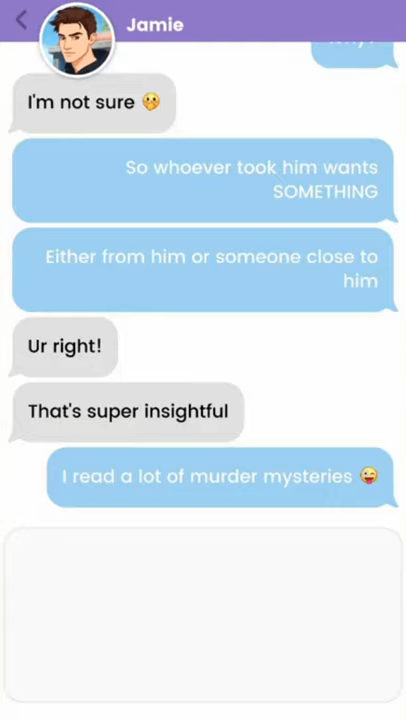 Jamie
I'm not sure 🤭
So whoever took him wants
SOMETHING
Either from him or someone close to
him
Ur right!
That's super insightful
I read a lot of murder mysteries 😜